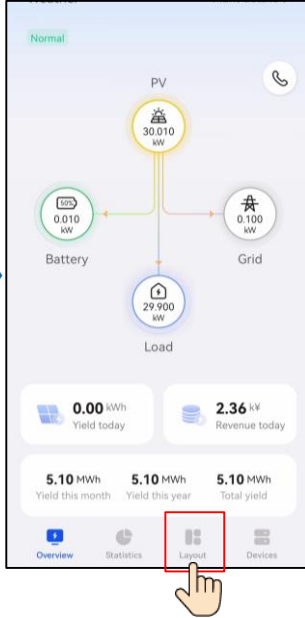 Normal
PV
30.010
kW
50%
0.010
kW
0.100
kW
Battery
Grid
29.900
kW
Load
0.00 kWh
Yield today
2.36 k¥
Revenue today
5.10 MWh
Yield this month
5.10 MWh
Yield this year
5.10 MWh
Total yield
Overview
Statistics
Layout
Devices